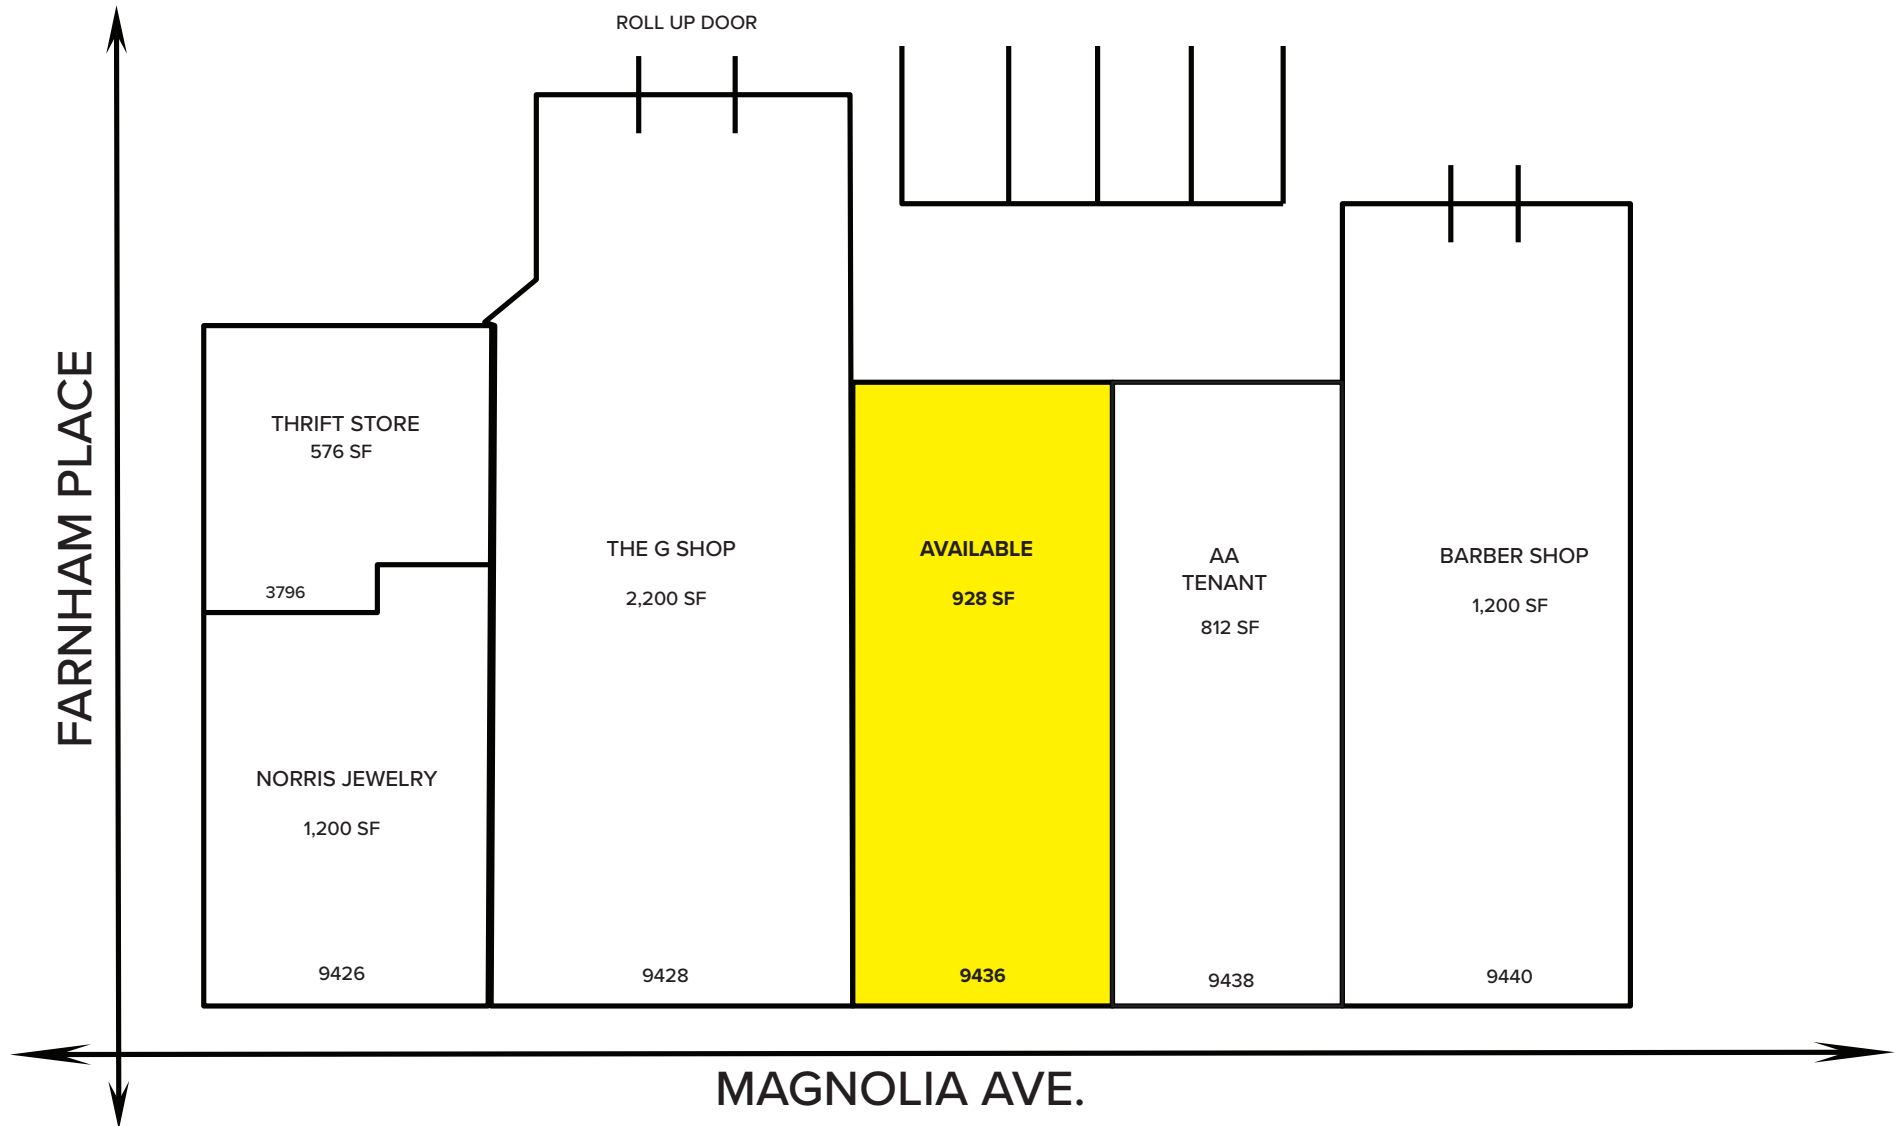 ROLL UP DOOR
FARNHAM PLACE
THRIFT STORE
576 SF
3796
NORRIS JEWELRY
1,200 SF
9426
THE G SHOP
2,200 SF
9428
AVAILABLE
928 SF
9436
AA
TENANT
812 SF
9438
BARBER SHOP
1,200 SF
9440
MAGNOLIA AVE.